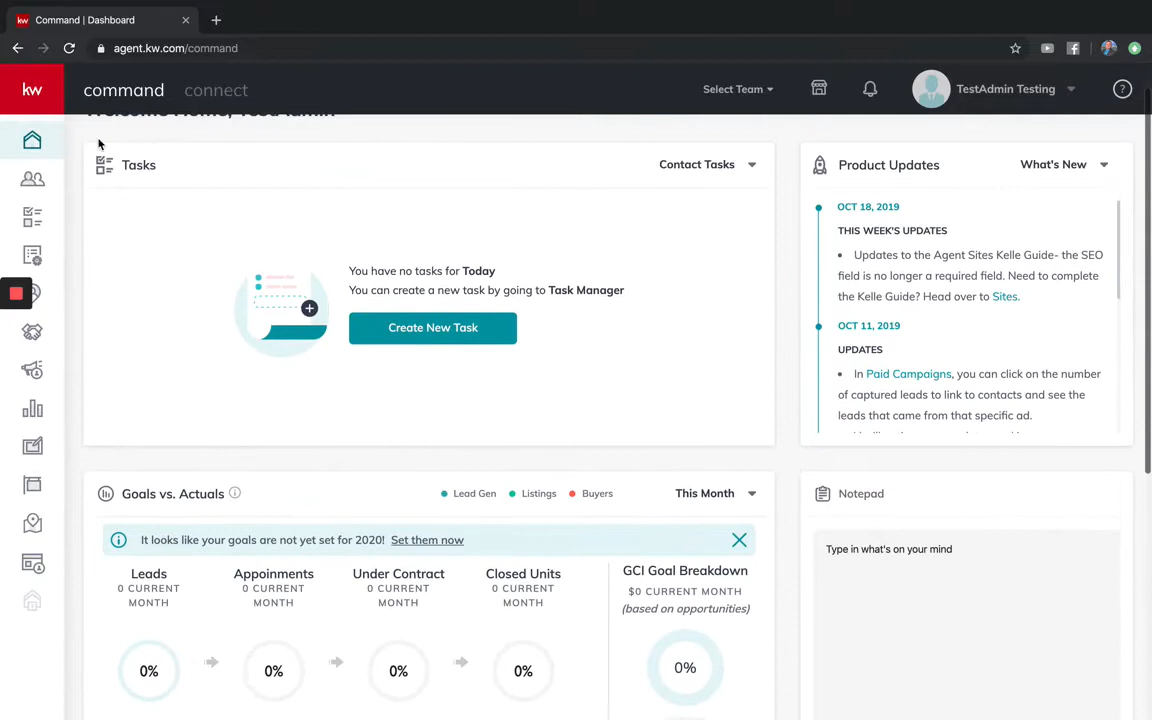 kw Command | Dashboard
agent.kw.com/command
kw command connect Select Team TestAdmin Testing ?
Welcome Home, TestAdmin
Tasks Contact Tasks
You have no tasks for Today
You can create a new task by going to Task Manager
Create New Task
Product Updates What's New
OCT 18, 2019
THIS WEEK'S UPDATES
• Updates to the Agent Sites Kelle Guide- the SEO
field is no longer a required field. Need to complete
the Kelle Guide? Head over to Sites.
OCT 11, 2019
UPDATES
• In Paid Campaigns, you can click on the number
of captured leads to link to contacts and see the
leads that came from that specific ad.
Goals vs. Actuals Lead Gen Listings Buyers This Month
It looks like your goals are not yet set for 2020! Set them now
Leads
0 CURRENT
MONTH
0%
Appoinments
0 CURRENT
MONTH
0%
Under Contract
0 CURRENT
MONTH
0%
Closed Units
0 CURRENT
MONTH
0%
GCI Goal Breakdown
$0 CURRENT MONTH
(based on opportunities)
0%
Notepad
Type in what's on your mind